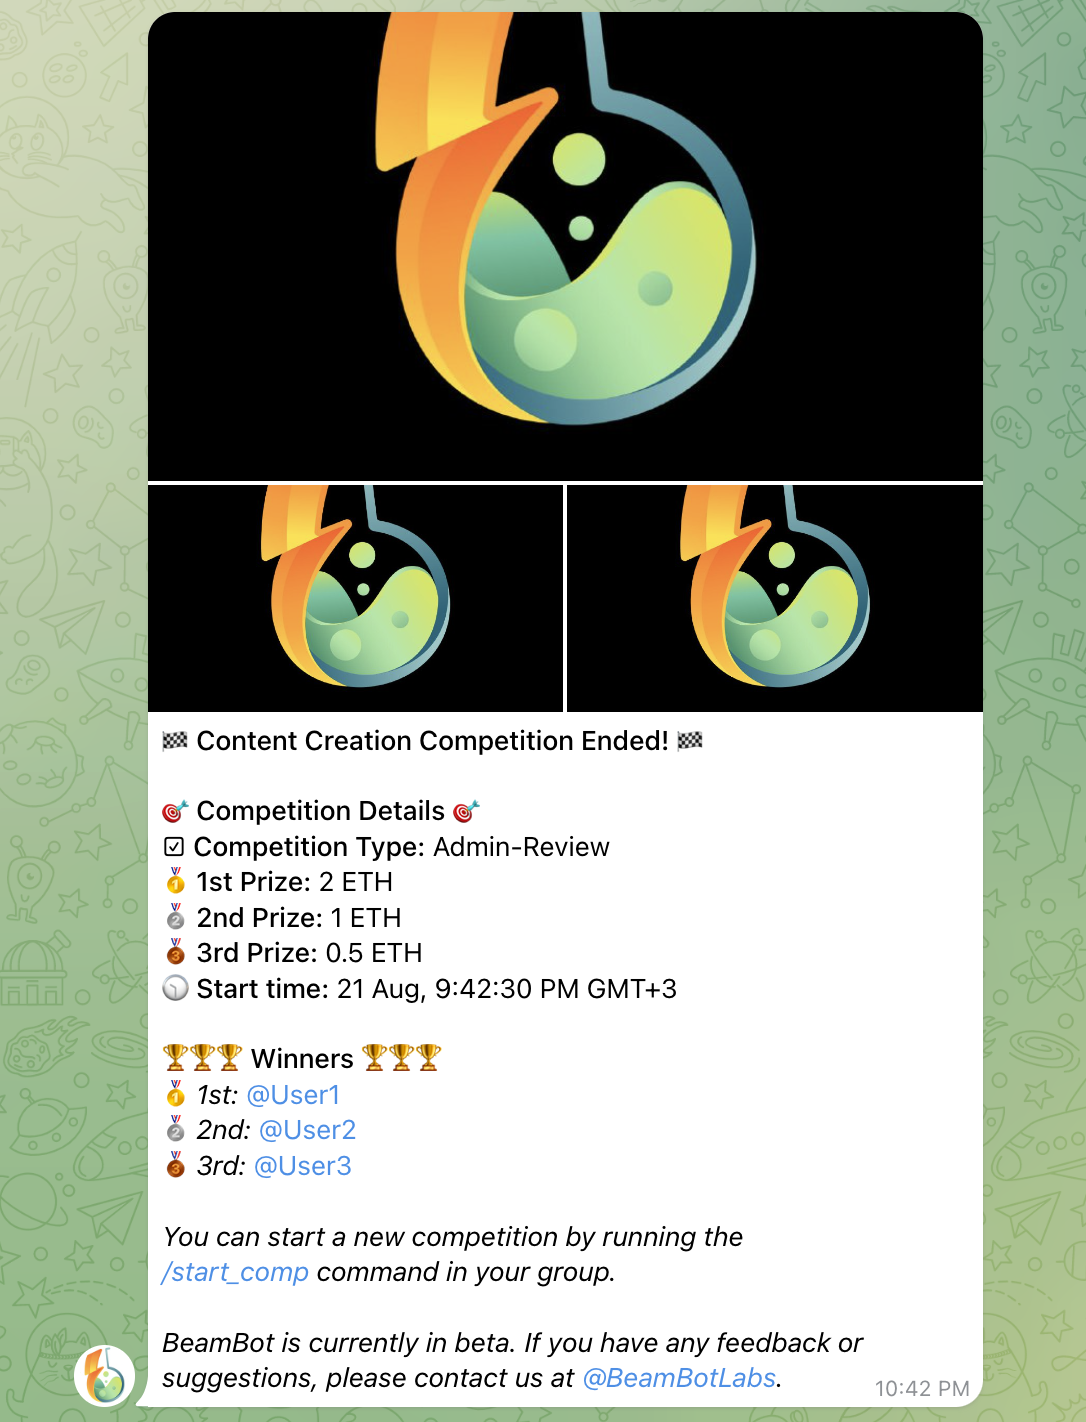 🏁 Content Creation Competition Ended! 🏁
🎯 Competition Details 🎯
☑ Competition Type: Admin-Review
🥇 1st Prize: 2 ETH
🥈 2nd Prize: 1 ETH
🥉 3rd Prize: 0.5 ETH
🕥 Start time: 21 Aug, 9:42:30 PM GMT+3
🏆🏆🏆 Winners 🏆🏆🏆
🥇 1st: @User1
🥈 2nd: @User2
🥉 3rd: @User3
You can start a new competition by running the
/start_comp command in your group.
BeamBot is currently in beta. If you have any feedback or
suggestions, please contact us at @BeamBotLabs.
10:42 PM